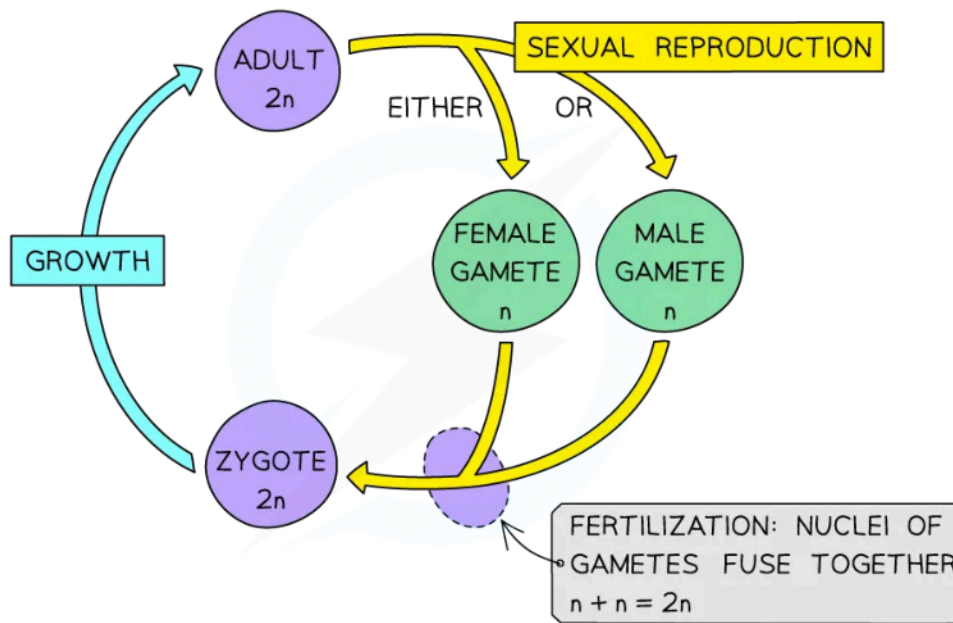 ADULT
2n
SEXUAL REPRODUCTION
EITHER
OR
FEMALE
GAMETE
n
MALE
GAMETE
n
GROWTH
ZYGOTE
2n
FERTILIZATION: NUCLEI OF
GAMETES FUSE TOGETHER
n + n = 2n